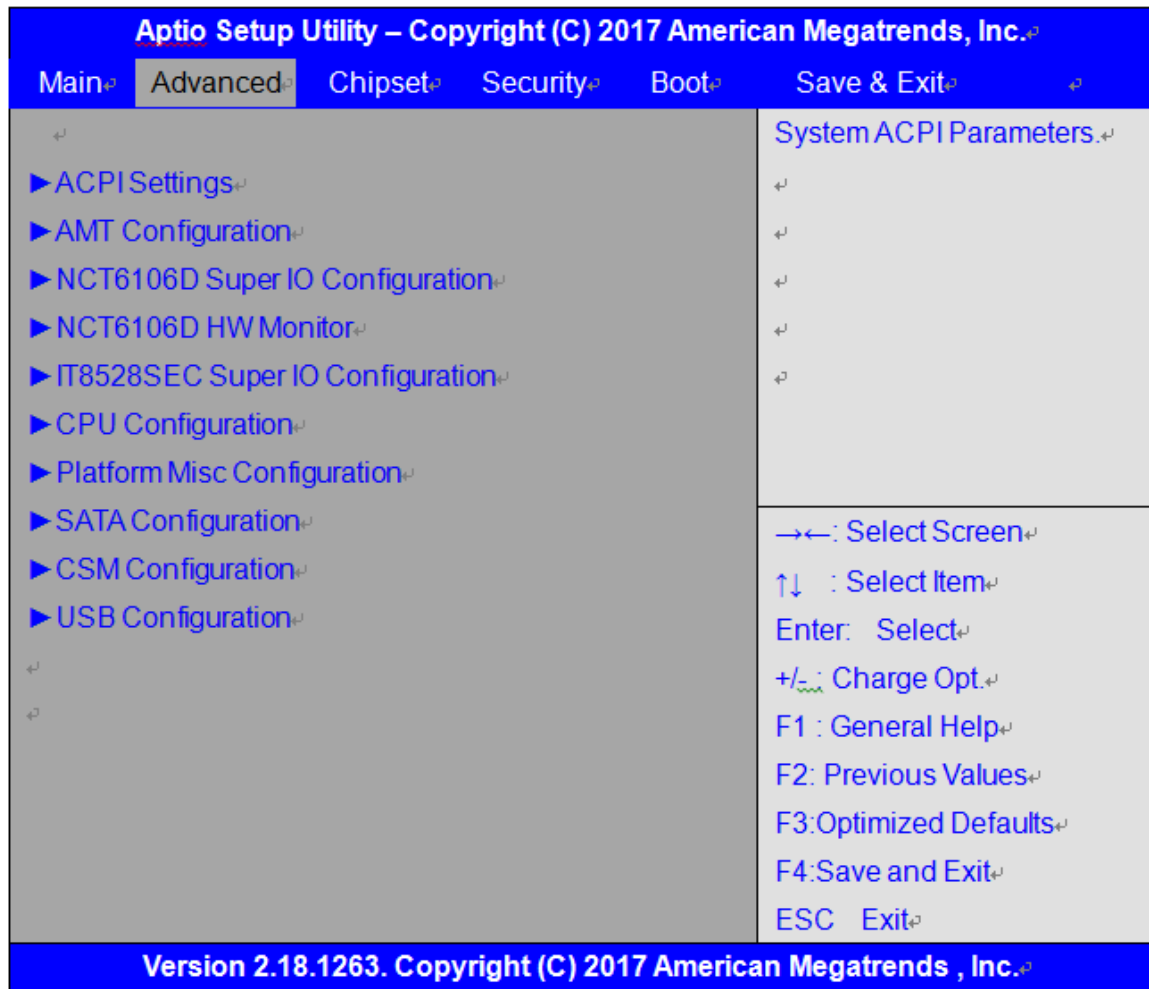 Aptio Setup Utility – Copyright (C) 2017 American Megatrends, Inc.
Main Advanced Chipset Security Boot Save & Exit
System ACPI Parameters.
►ACPI Settings
►AMT Configuration
►NCT6106D Super IO Configuration
►NCT6106D HW Monitor
►IT8528SEC Super IO Configuration
►CPU Configuration
►Platform Misc Configuration
►SATA Configuration
►CSM Configuration
►USB Configuration
→←: Select Screen
↑↓ : Select Item
Enter: Select
+/- : Charge Opt.
F1 : General Help
F2: Previous Values
F3:Optimized Defaults
F4:Save and Exit
ESC Exit
Version 2.18.1263. Copyright (C) 2017 American Megatrends , Inc.